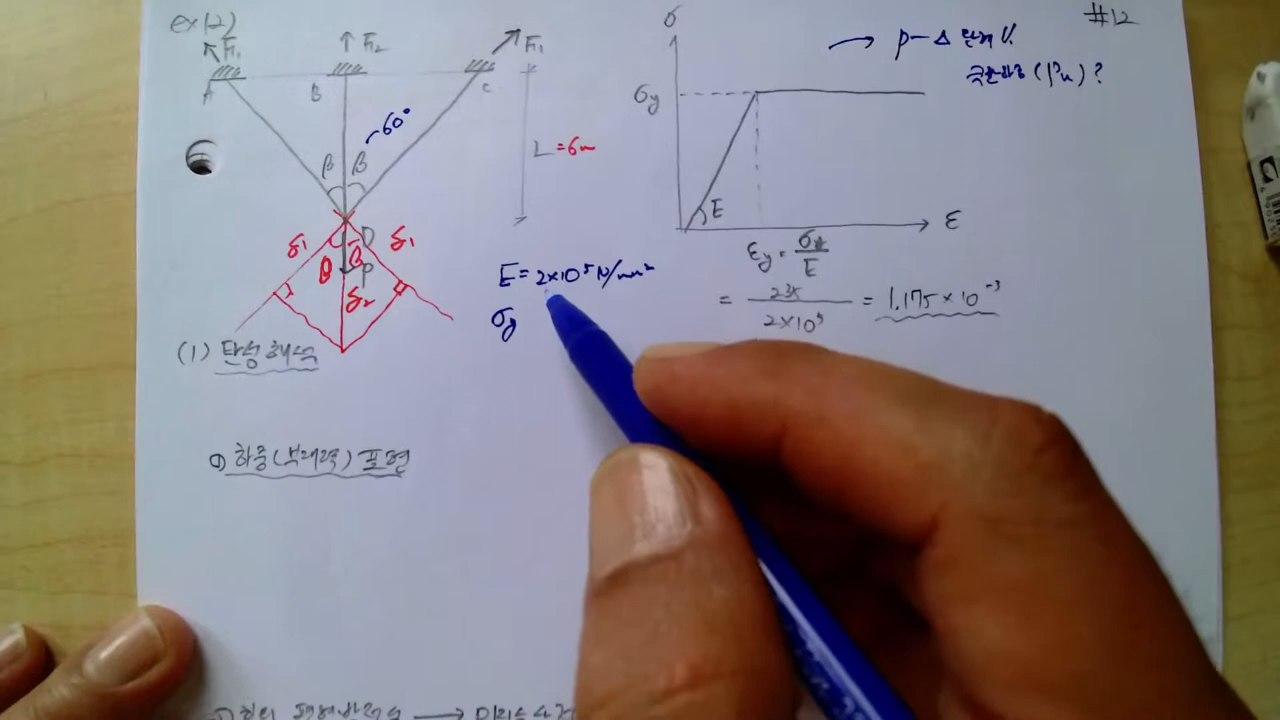 ex12)
F₁
F₂
F₁
A
B
C
60°
β β
L =6m
δ₁ D δ₁
θ β P
δ₂
(1) 탄성해석
① 하중(부재력) 표현
E = 2×10⁵ N/mm²
σy
#12
→ P-Δ 관계
극한하중(Pu) ?
σ
σy
E
ε
εy = σy/E
= 235 / 2×10⁵ = 1.175 × 10⁻³